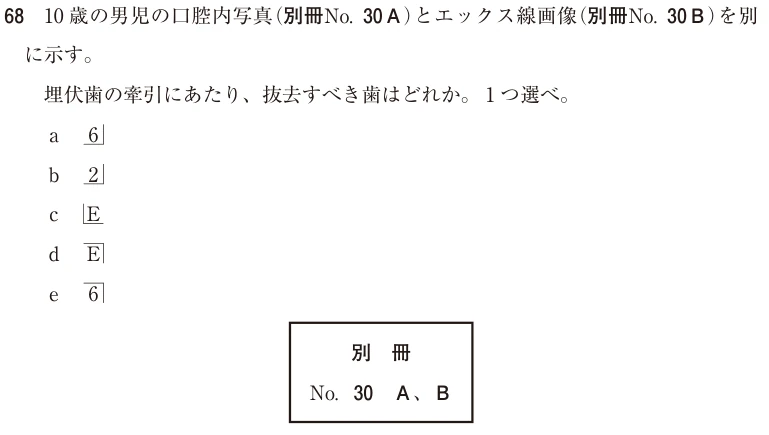 68 10歳の男児の口腔内写真(別冊No. 30A)とエックス線画像(別冊No. 30B)を別
に示す。
埋伏歯の牽引にあたり、抜去すべき歯はどれか。1つ選べ。
a 6
b 2
c E
d E
e 6
別冊
No. 30 A、B